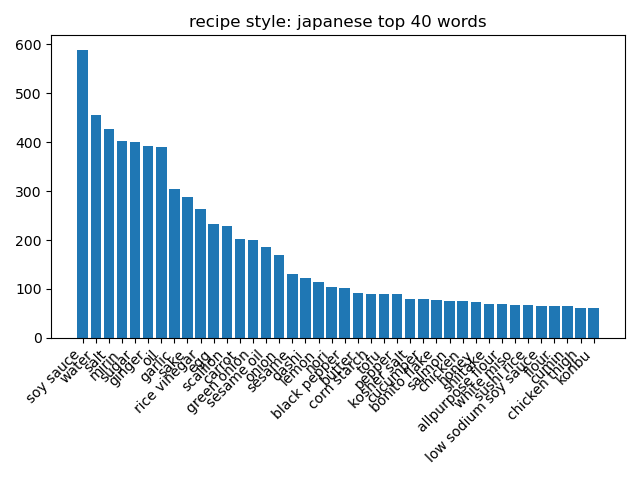 recipe style: japanese top 40 words
600
500
400
300
200
100
0
soy sauce
water
salt
mirin
sugar
ginger
oil
garlic
sake
rice vinegar
egg
scallion
carrot
green onion
sesame oil
onion
sesame
dashi
lemon
nori
black pepper
butter
corn starch
tofu
pepper
kosher salt
cucumber
bonito flake
salmon
chicken
honey
shiitake
allpurpose flour
white miso
sushi rice
low sodium soy sauce
flour
cumin
chicken thigh
konbu